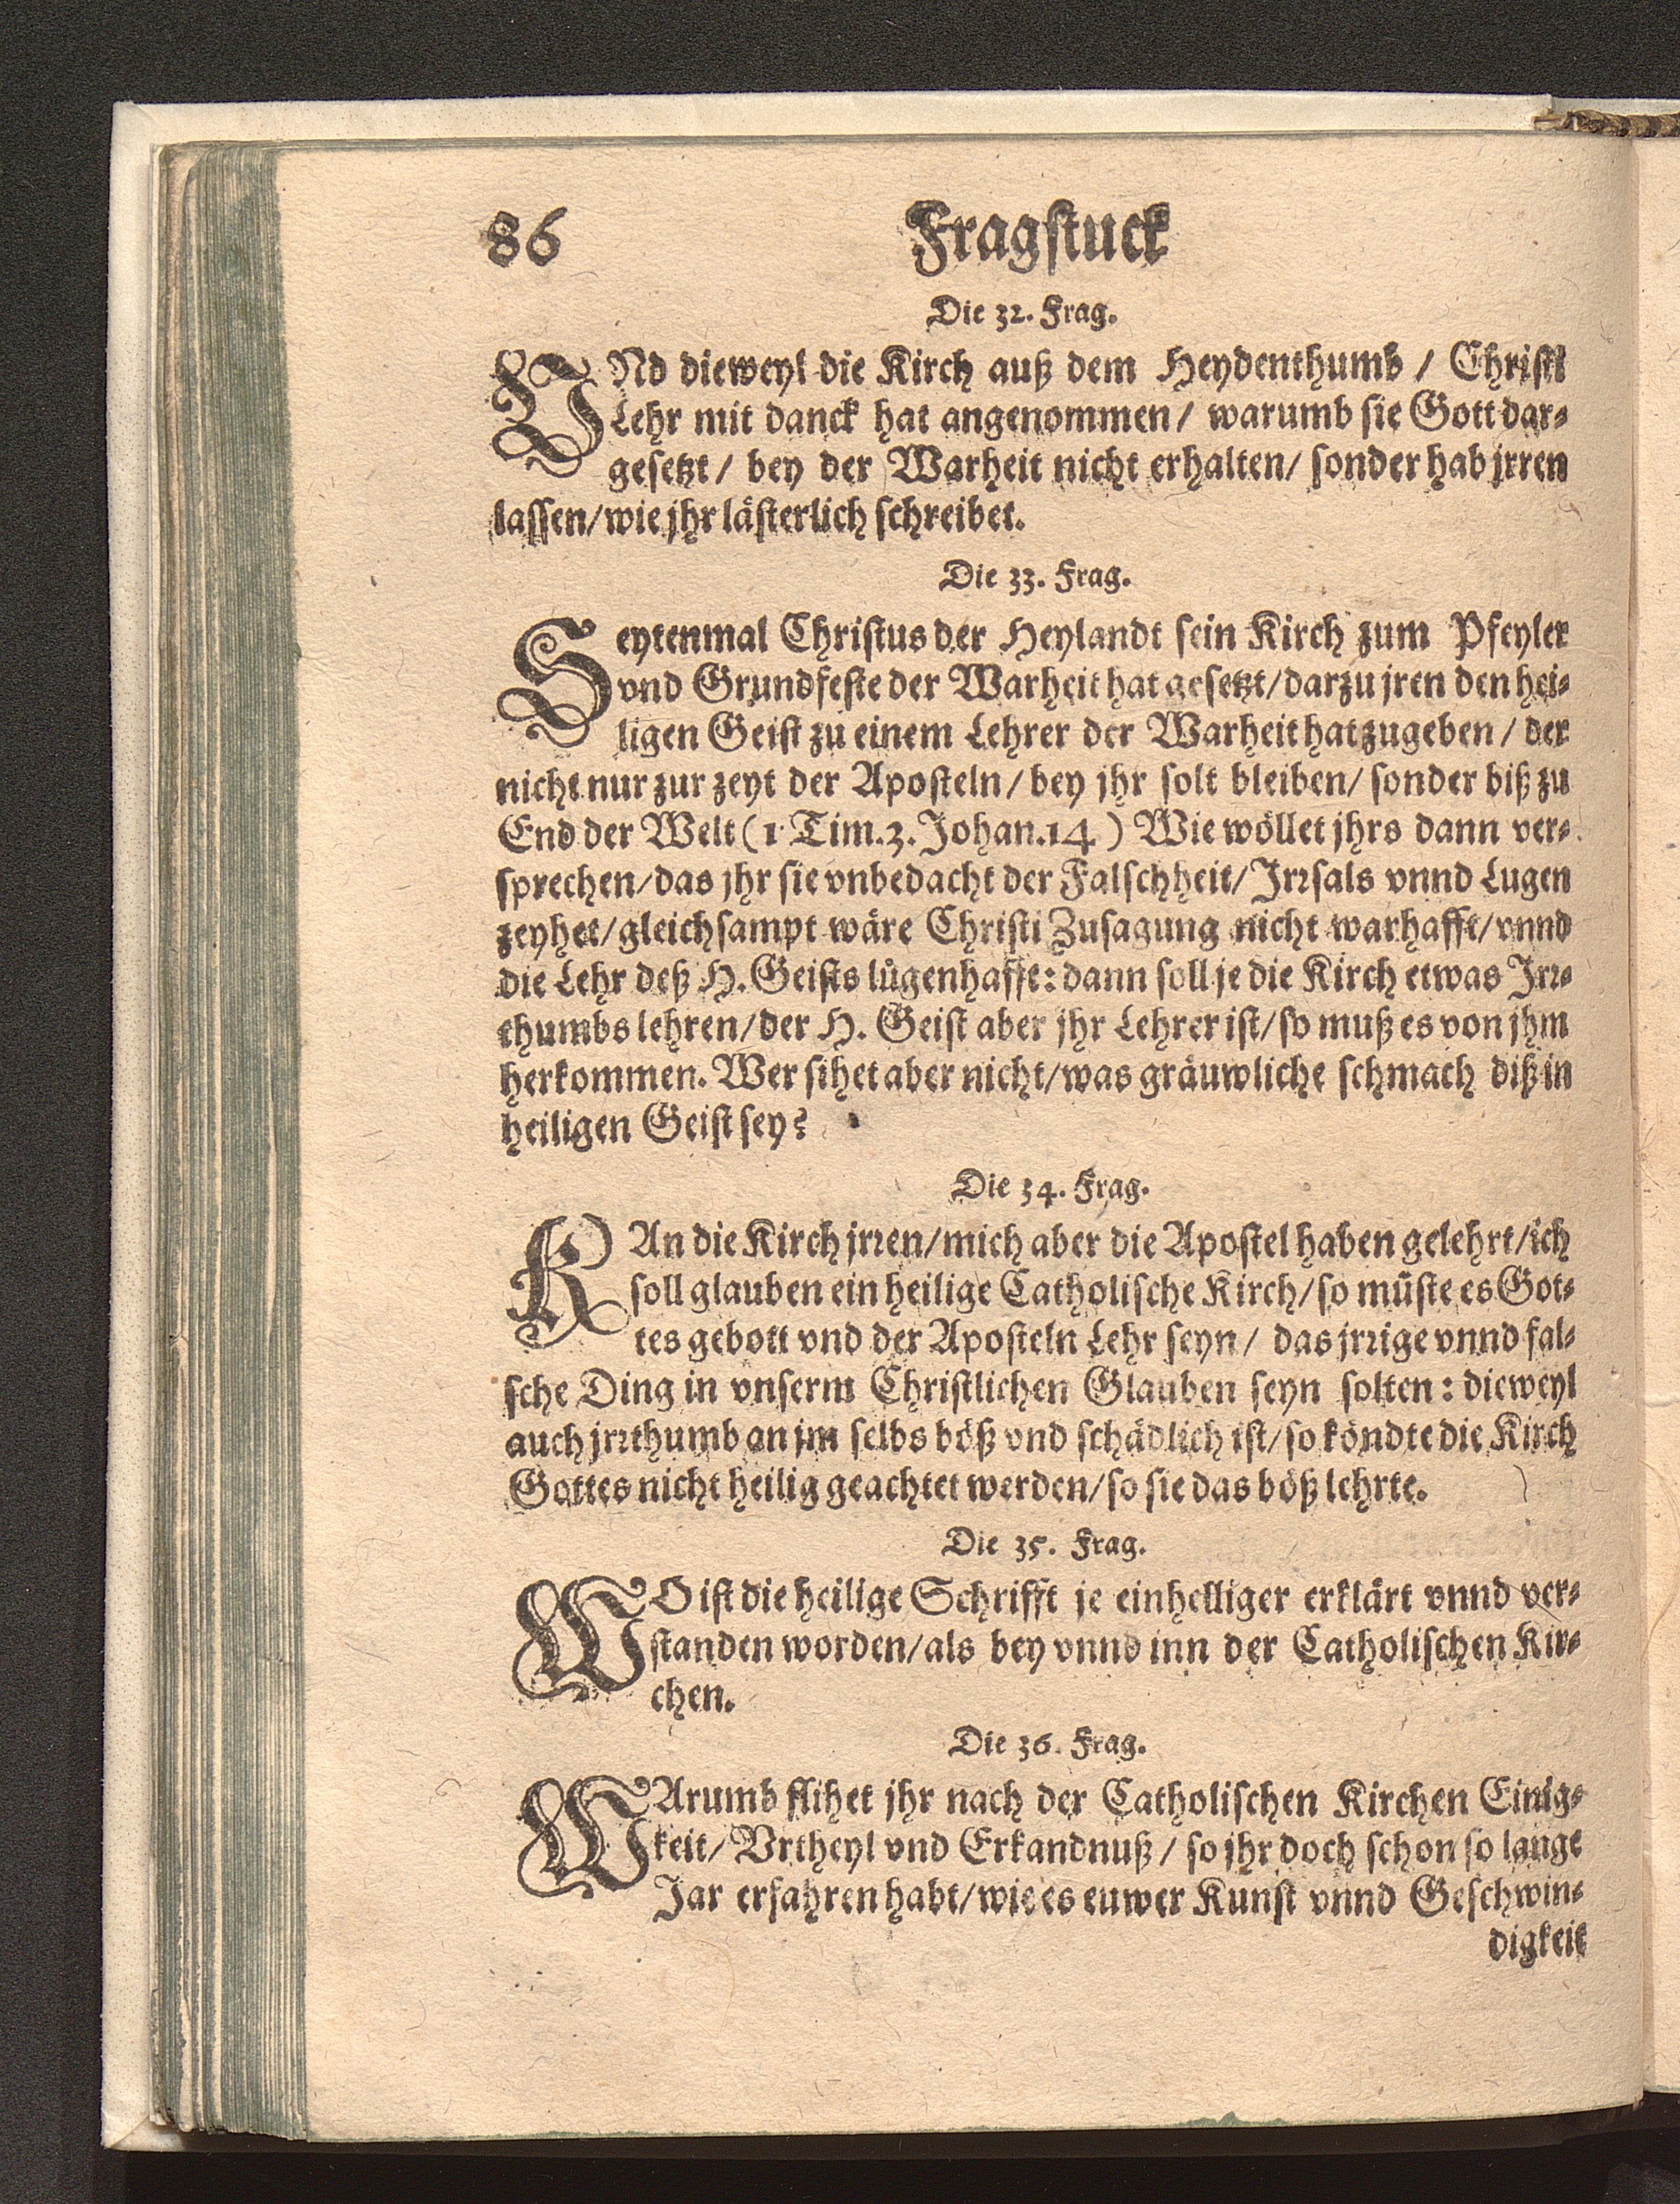 86 Fragstuck
Die 32. Frag.
VNd dieweyl die Kirch auß dem Heydenthumb / Christi
Lehr mit danck hat angenommen / warumb sie Gott dar-
gesetzt / bey der Warheit nicht erhalten / sonder hab jrren
lassen / wie jhr lästerlich schreibet.
Die 33. Frag.
Seytenmal Christus der Heylandt sein Kirch zum Pfeyler
vnd Grundfeste der Warheit hat gesetzt / darzu jren den hei-
ligen Geist zu einem Lehrer der Warheit hat zugeben / der
nicht nur zur zeyt der Aposteln / bey jhr solt bleiben / sonder biß zu
End der Welt (1 Tim. 3. Johan. 14) Wie wöllet jhrs dann ver-
sprechen / das jhr sie vnbedacht der Falschheit / Irrsals vnnd Lugen
zeyhet / gleichsampt wäre Christi Zusagung nicht warhafft / vnnd
die Lehr deß H. Geists lügenhafft: dann soll je die Kirch etwas Irr-
thumbs lehren / der H. Geist aber jhr Lehrer ist / so muß es von jhm
herkommen. Wer sihet aber nicht / was gräuwliche schmach diß in
heiligen Geist sey?
Die 34. Frag.
KAn die Kirch jrren / mich aber die Apostel haben gelehrt / ich
soll glauben ein heilige Catholische Kirch / so müste es Got-
tes gebott vnd der Aposteln Lehr seyn / das jrrige vnnd fal-
sche Ding in vnserm Christlichen Glauben seyn solten: dieweyl
auch jrrthumb an jm selbs böß vnd schädlich ist / so köndte die Kirch
Gottes nicht heilig geachtet werden / so sie das böß lehrte.
Die 35. Frag.
WO ist die heilige Schrifft je einhelliger erklärt vnnd ver-
standen worden / als bey vnnd inn der Catholischen Kir-
chen.
Die 36. Frag.
WArumb flihet jhr nach der Catholischen Kirchen Einig-
keit / Vrtheyl vnd Erkandnuß / so jhr doch schon so lange
Jar erfahren habt / wie es euwer Kunst vnnd Geschwin-
digkeit